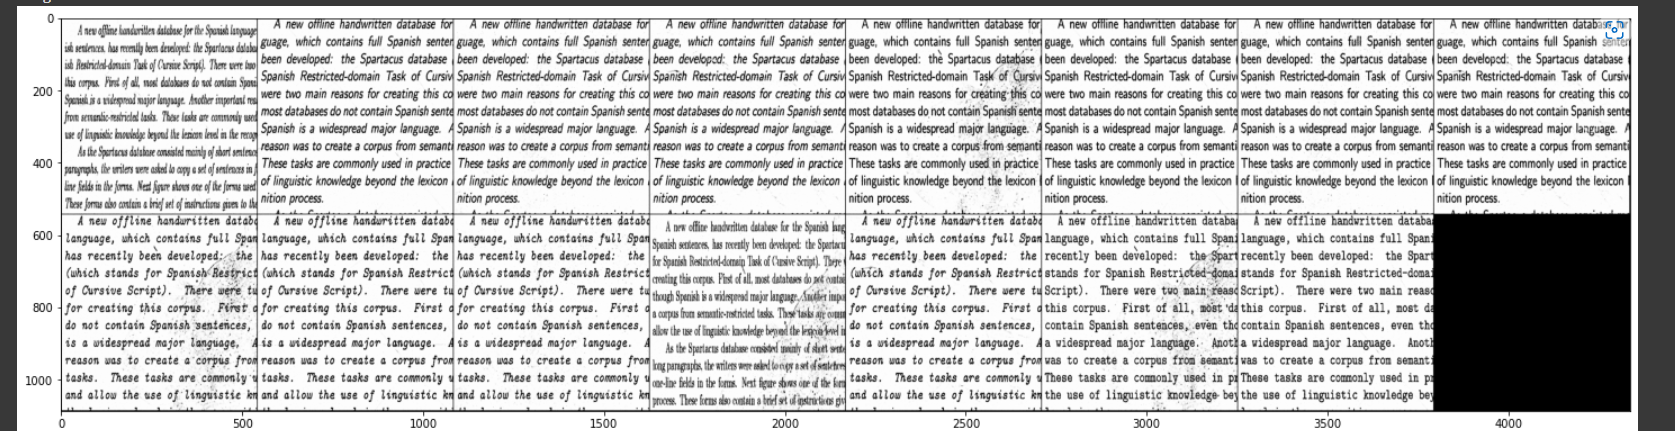 0
200
400
600
800
1000
A new offline handwritten database for the Spanish language
ish sentences, has recently been developed: the Spartacus databa
ish Restricted-domain Task of Cursive Script). There were two
this corpus. First of all, most databases do not contain Spani
Spanish is a widespread major language. Another important rea
from semantic-restricted tasks. These tasks are commonly used
use of linguistic knowledge beyond the lexicon level in the recog
As the Spartacus database consisted mainly of short sentenc
paragraphs, the writers were asked to copy a set of sentences in f
line fields in the forms. Next figure shows one of the forms used
These forms also contain a brief set of instructions given to the
A new offline handwritten database for
guage, which contains full Spanish senten
been developed: the Spartacus database
Spanish Restricted-domain Task of Cursiv
were two main reasons for creating this co
most databases do not contain Spanish sente
Spanish is a widespread major language. A
reason was to create a corpus from semanti
These tasks are commonly used in practice
of linguistic knowledge beyond the lexicon
nition process.
A new offline handwritten database for
guage, which contains full Spanish senten
been developed: the Spartacus database
Spanish Restricted-domain Task of Cursiv
were two main reasons for creating this co
most databases do not contain Spanish sente
Spanish is a widespread major language. A
reason was to create a corpus from semanti
These tasks are commonly used in practice
of linguistic knowledge beyond the lexicon
nition process.
A new offline handwritten database for
guage, which contains full Spanish senten
been developed: the Spartacus database
Spanish Restricted-domain Task of Cursiv
were two main reasons for creating this co
most databases do not contain Spanish sente
Spanish is a widespread major language. A
reason was to create a corpus from semanti
These tasks are commonly used in practice
of linguistic knowledge beyond the lexicon
nition process.
A new offline handwritten database for
guage, which contains full Spanish senten
been developed: the Spartacus database
Spanish Restricted-domain Task of Cursiv
were two main reasons for creating this co
most databases do not contain Spanish sente
Spanish is a widespread major language. A
reason was to create a corpus from semanti
These tasks are commonly used in practice
of linguistic knowledge beyond the lexicon l
nition process.
A new offline handwritten database for
guage, which contains full Spanish senten
been developed: the Spartacus database
Spanish Restricted-domain Task of Cursiv
were two main reasons for creating this co
most databases do not contain Spanish sente
Spanish is a widespread major language. A
reason was to create a corpus from semanti
These tasks are commonly used in practice
of linguistic knowledge beyond the lexicon l
nition process.
A new offline handwritten database for
guage, which contains full Spanish senten
been developed: the Spartacus database
Spanish Restricted-domain Task of Cursiv
were two main reasons for creating this co
most databases do not contain Spanish sente
Spanish is a widespread major language. A
reason was to create a corpus from semanti
These tasks are commonly used in practice
of linguistic knowledge beyond the lexicon l
nition process.
A new offline handwritten database for
guage, which contains full Spanish senten
been developed: the Spartacus database
Spanish Restricted-domain Task of Cursiv
were two main reasons for creating this co
most databases do not contain Spanish sente
Spanish is a widespread major language. A
reason was to create a corpus from semanti
These tasks are commonly used in practice
of linguistic knowledge beyond the lexicon l
nition process.
A new offline handwritten databa
language, which contains full Span
has recently been developed: the
(which stands for Spanish Restrict
of Cursive Script). There were tw
for creating this corpus. First o
do not contain Spanish sentences,
is a widespread major language. A
reason was to create a corpus from
tasks. These tasks are commonly u
and allow the use of linguistic kn
A new offline handwritten databa
language, which contains full Span
has recently been developed: the
(which stands for Spanish Restrict
of Cursive Script). There were tw
for creating this corpus. First o
do not contain Spanish sentences,
is a widespread major language. A
reason was to create a corpus from
tasks. These tasks are commonly u
and allow the use of linguistic kn
A new offline handwritten databa
language, which contains full Span
has recently been developed: the
(which stands for Spanish Restrict
of Cursive Script). There were tw
for creating this corpus. First o
do not contain Spanish sentences,
is a widespread major language. A
reason was to create a corpus from
tasks. These tasks are commonly u
and allow the use of linguistic kn
A new offline handwritten database for the Spanish lang
Spanish sentences, has recently been developed: the Spartacu
for Spanish Restricted-domain Task of Cursive Script). There
creating this corpus. First of all, most databases do not contai
though Spanish is a widespread major language. Another impor
a corpus from semantic-restricted tasks. These tasks are comm
allow the use of linguistic knowledge beyond the lexicon level in
As the Spartacus database consisted mainly of short sente
long paragraphs, the writers were asked to copy a set of sentences
one-line fields in the forms. Next figure shows one of the form
process. These forms also contain a brief set of instructions giv
A new offline handwritten databa
language, which contains full Span
has recently been developed: the
(which stands for Spanish Restrict
of Cursive Script). There were tw
for creating this corpus. First o
do not contain Spanish sentences,
is a widespread major language. A
reason was to create a corpus from
tasks. These tasks are commonly u
and allow the use of linguistic kn
A new offline handwritten databa
language, which contains full Spani
recently been developed: the Spart
stands for Spanish Restricted-domai
Script). There were two main reaso
this corpus. First of all, most da
contain Spanish sentences, even tho
a widespread major language. Anoth
was to create a corpus from semanti
These tasks are commonly used in pr
the use of linguistic knowledge bey
A new offline handwritten databa
language, which contains full Spani
recently been developed: the Spart
stands for Spanish Restricted-domai
Script). There were two main reaso
this corpus. First of all, most da
contain Spanish sentences, even tho
a widespread major language. Anoth
was to create a corpus from semanti
These tasks are commonly used in pr
the use of linguistic knowledge bey
0 500 1000 1500 2000 2500 3000 3500 4000